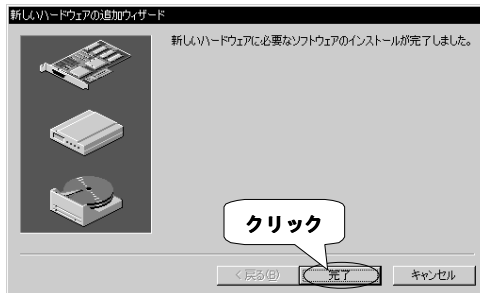 新しいハードウェアの追加ウィザード
新しいハードウェアに必要なソフトウェアのインストールが完了しました。
クリック
< 戻る(B)
完了
キャンセル